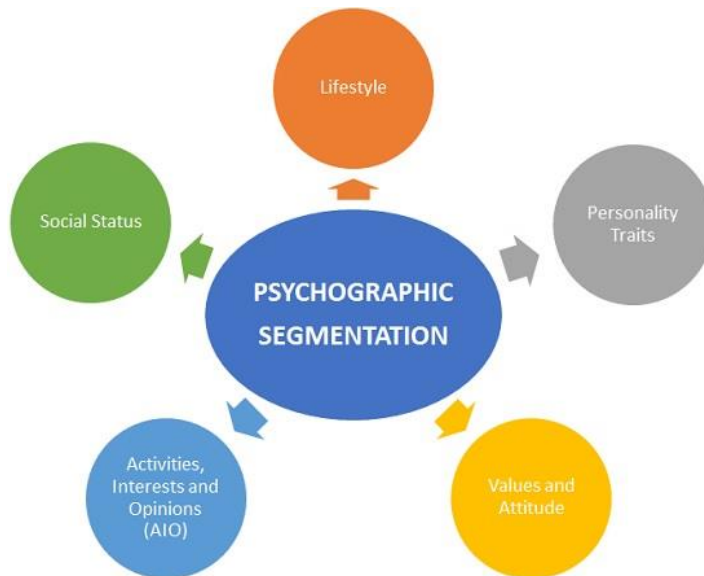 Lifestyle
Social Status
Personality
Traits
PSYCHOGRAPHIC
SEGMENTATION
Activities,
Interests and
Opinions
(AIO)
Values and
Attitude